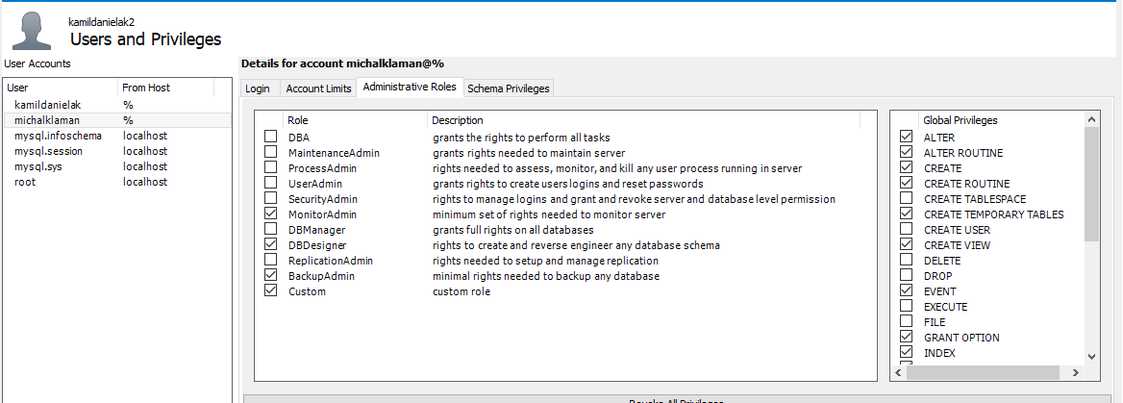 kamildanielak2
Users and Privileges
User Accounts
Details for account michalklaman@%
User From Host
kamildanielak %
michalklaman %
mysql.infoschema localhost
mysql.session localhost
mysql.sys localhost
root localhost
Login Account Limits Administrative Roles Schema Privileges
Role Description
DBA grants the rights to perform all tasks
MaintenanceAdmin grants rights needed to maintain server
ProcessAdmin rights needed to assess, monitor, and kill any user process running in server
UserAdmin grants rights to create users logins and reset passwords
SecurityAdmin rights to manage logins and grant and revoke server and database level permission
MonitorAdmin minimum set of rights needed to monitor server
DBManager grants full rights on all databases
DBDesigner rights to create and reverse engineer any database schema
ReplicationAdmin rights needed to setup and manage replication
BackupAdmin minimal rights needed to backup any database
Custom custom role
Global Privileges
ALTER
ALTER ROUTINE
CREATE
CREATE ROUTINE
CREATE TABLESPACE
CREATE TEMPORARY TABLES
CREATE USER
CREATE VIEW
DELETE
DROP
EVENT
EXECUTE
FILE
GRANT OPTION
INDEX
Revoke All Privileges